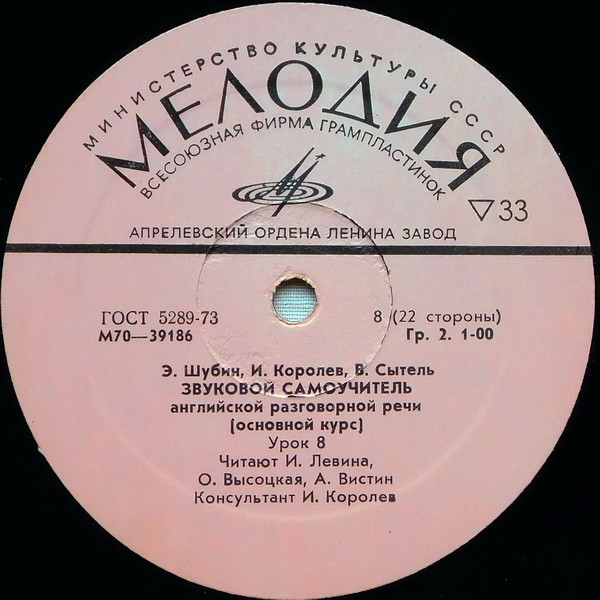 МИНИСТЕРСТВО КУЛЬТУРЫ СССР
МЕЛОДИЯ
ВСЕСОЮЗНАЯ ФИРМА ГРАМПЛАСТИНОК
33
АПРЕЛЕВСКИЙ ОРДЕНА ЛЕНИНА ЗАВОД
ГОСТ 5289-73 8 (22 стороны)
М70—39186 Гр. 2. 1-00
Э. Шубин, И. Королев, В. Сытель
ЗВУКОВОЙ САМОУЧИТЕЛЬ
английской разговорной речи
(основной курс)
Урок 8
Читают И. Левина,
О. Высоцкая, А. Вистин
Консультант И. Королев